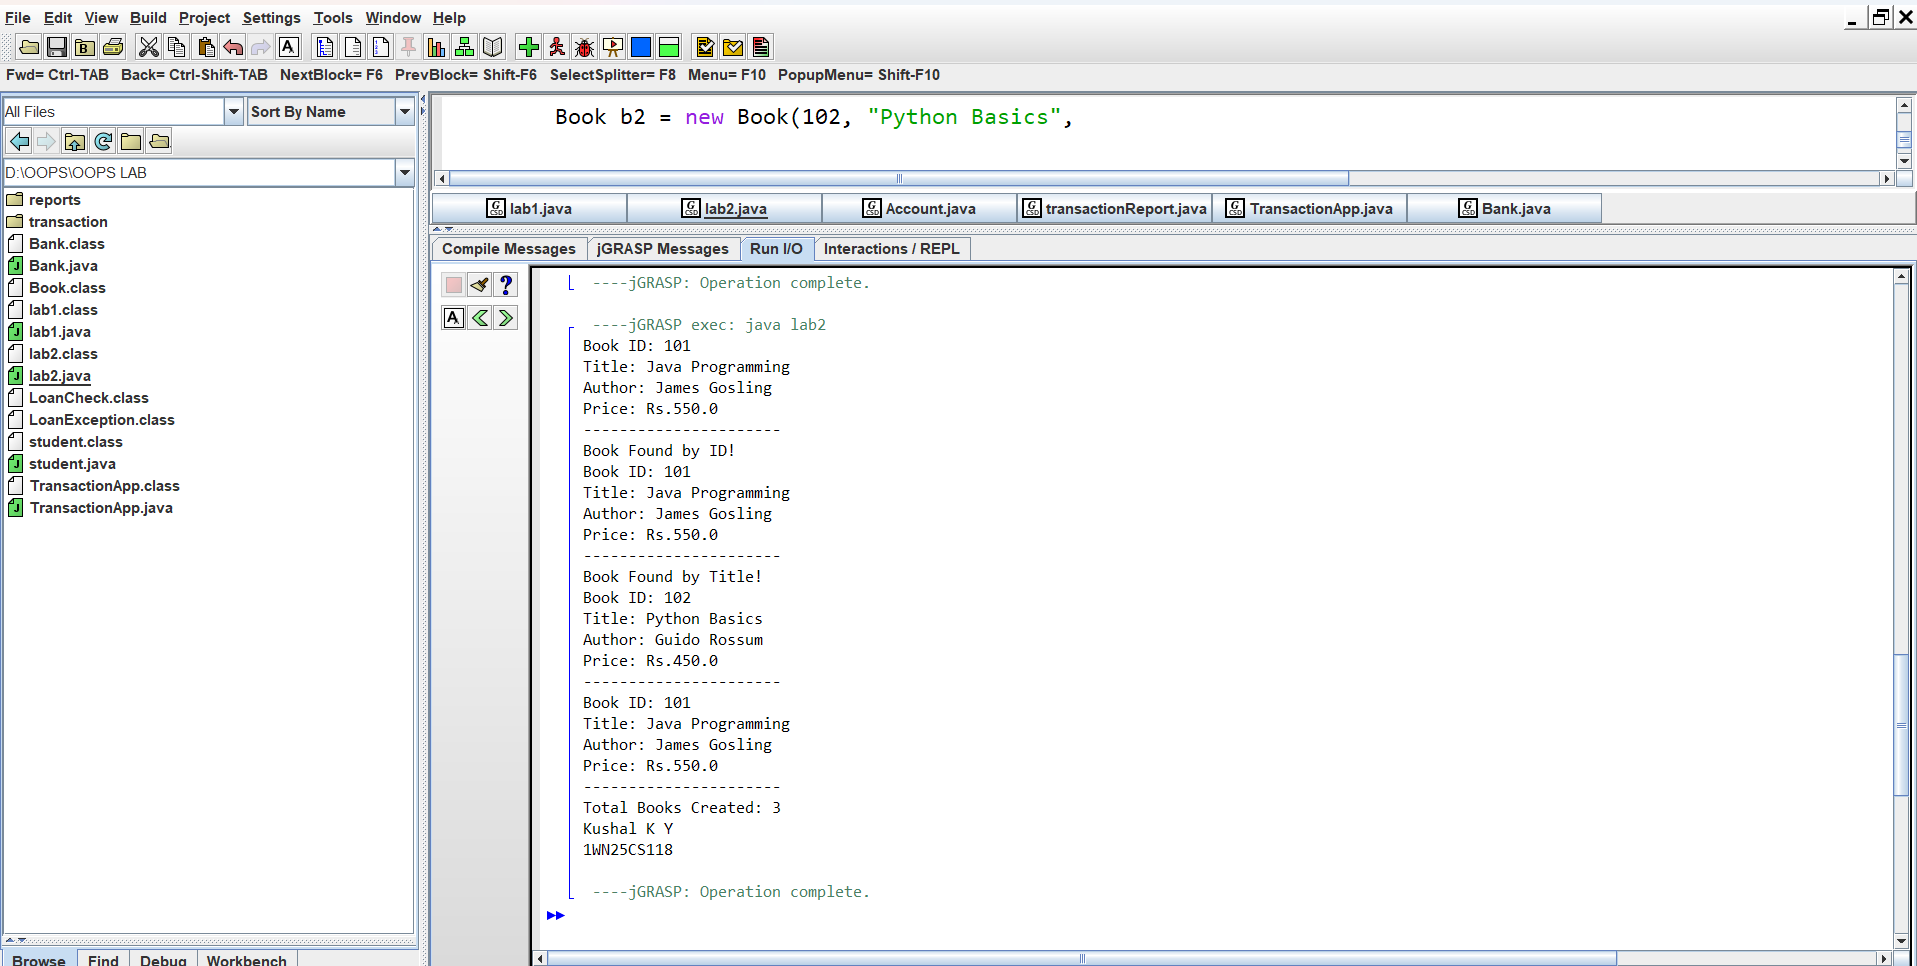 File Edit View Build Project Settings Tools Window Help
Fwd= Ctrl-TAB Back= Ctrl-Shift-TAB NextBlock= F6 PrevBlock= Shift-F6 SelectSplitter= F8 Menu= F10 PopupMenu= Shift-F10
All Files Sort By Name
D:\OOPS\OOPS LAB
reports
transaction
Bank.class
Bank.java
Book.class
lab1.class
lab1.java
lab2.class
lab2.java
LoanCheck.class
LoanException.class
student.class
student.java
TransactionApp.class
TransactionApp.java
Browse Find Debug Workbench
Book b2 = new Book(102, "Python Basics",
lab1.java lab2.java Account.java transactionReport.java TransactionApp.java Bank.java
Compile Messages jGRASP Messages Run I/O Interactions / REPL
----jGRASP: Operation complete.
----jGRASP exec: java lab2
Book ID: 101
Title: Java Programming
Author: James Gosling
Price: Rs.550.0
----------------------
Book Found by ID!
Book ID: 101
Title: Java Programming
Author: James Gosling
Price: Rs.550.0
----------------------
Book Found by Title!
Book ID: 102
Title: Python Basics
Author: Guido Rossum
Price: Rs.450.0
----------------------
Book ID: 101
Title: Java Programming
Author: James Gosling
Price: Rs.550.0
----------------------
Total Books Created: 3
Kushal K Y
1WN25CS118
----jGRASP: Operation complete.